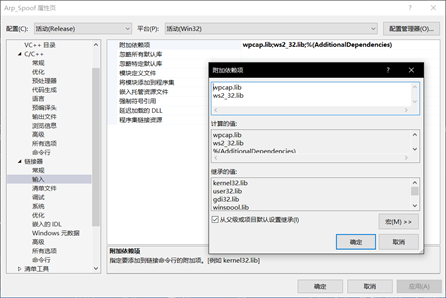 Arp_Spoof 属性页
配置(C): 活动(Release) 平台(P): 活动(Win32) 配置管理器(O)...
VC++ 目录
C/C++
常规
优化
预处理器
代码生成
语言
预编译头
输出文件
浏览信息
高级
所有选项
命令行
链接器
常规
输入
清单文件
调试
系统
优化
嵌入的 IDL
Windows 元数据
高级
所有选项
命令行
清单工具
附加依赖项 wpcap.lib;ws2_32.lib;%(AdditionalDependencies)
忽略所有默认库
忽略特定默认库
模块定义文件
将模块添加到程序集
嵌入托管资源文件
强制符号引用
延迟加载的 DLL
程序集链接资源
附加依赖项
wpcap.lib
ws2_32.lib
计算的值:
wpcap.lib
ws2_32.lib
%(AdditionalDependencies)
继承的值:
kernel32.lib
user32.lib
gdi32.lib
winspool.lib
从父级或项目默认设置继承(I)
宏(M) >>
确定 取消
附加依赖项
指定要添加到链接命令行的附加项。[例如 kernel32.lib]
确定 取消 应用(A)